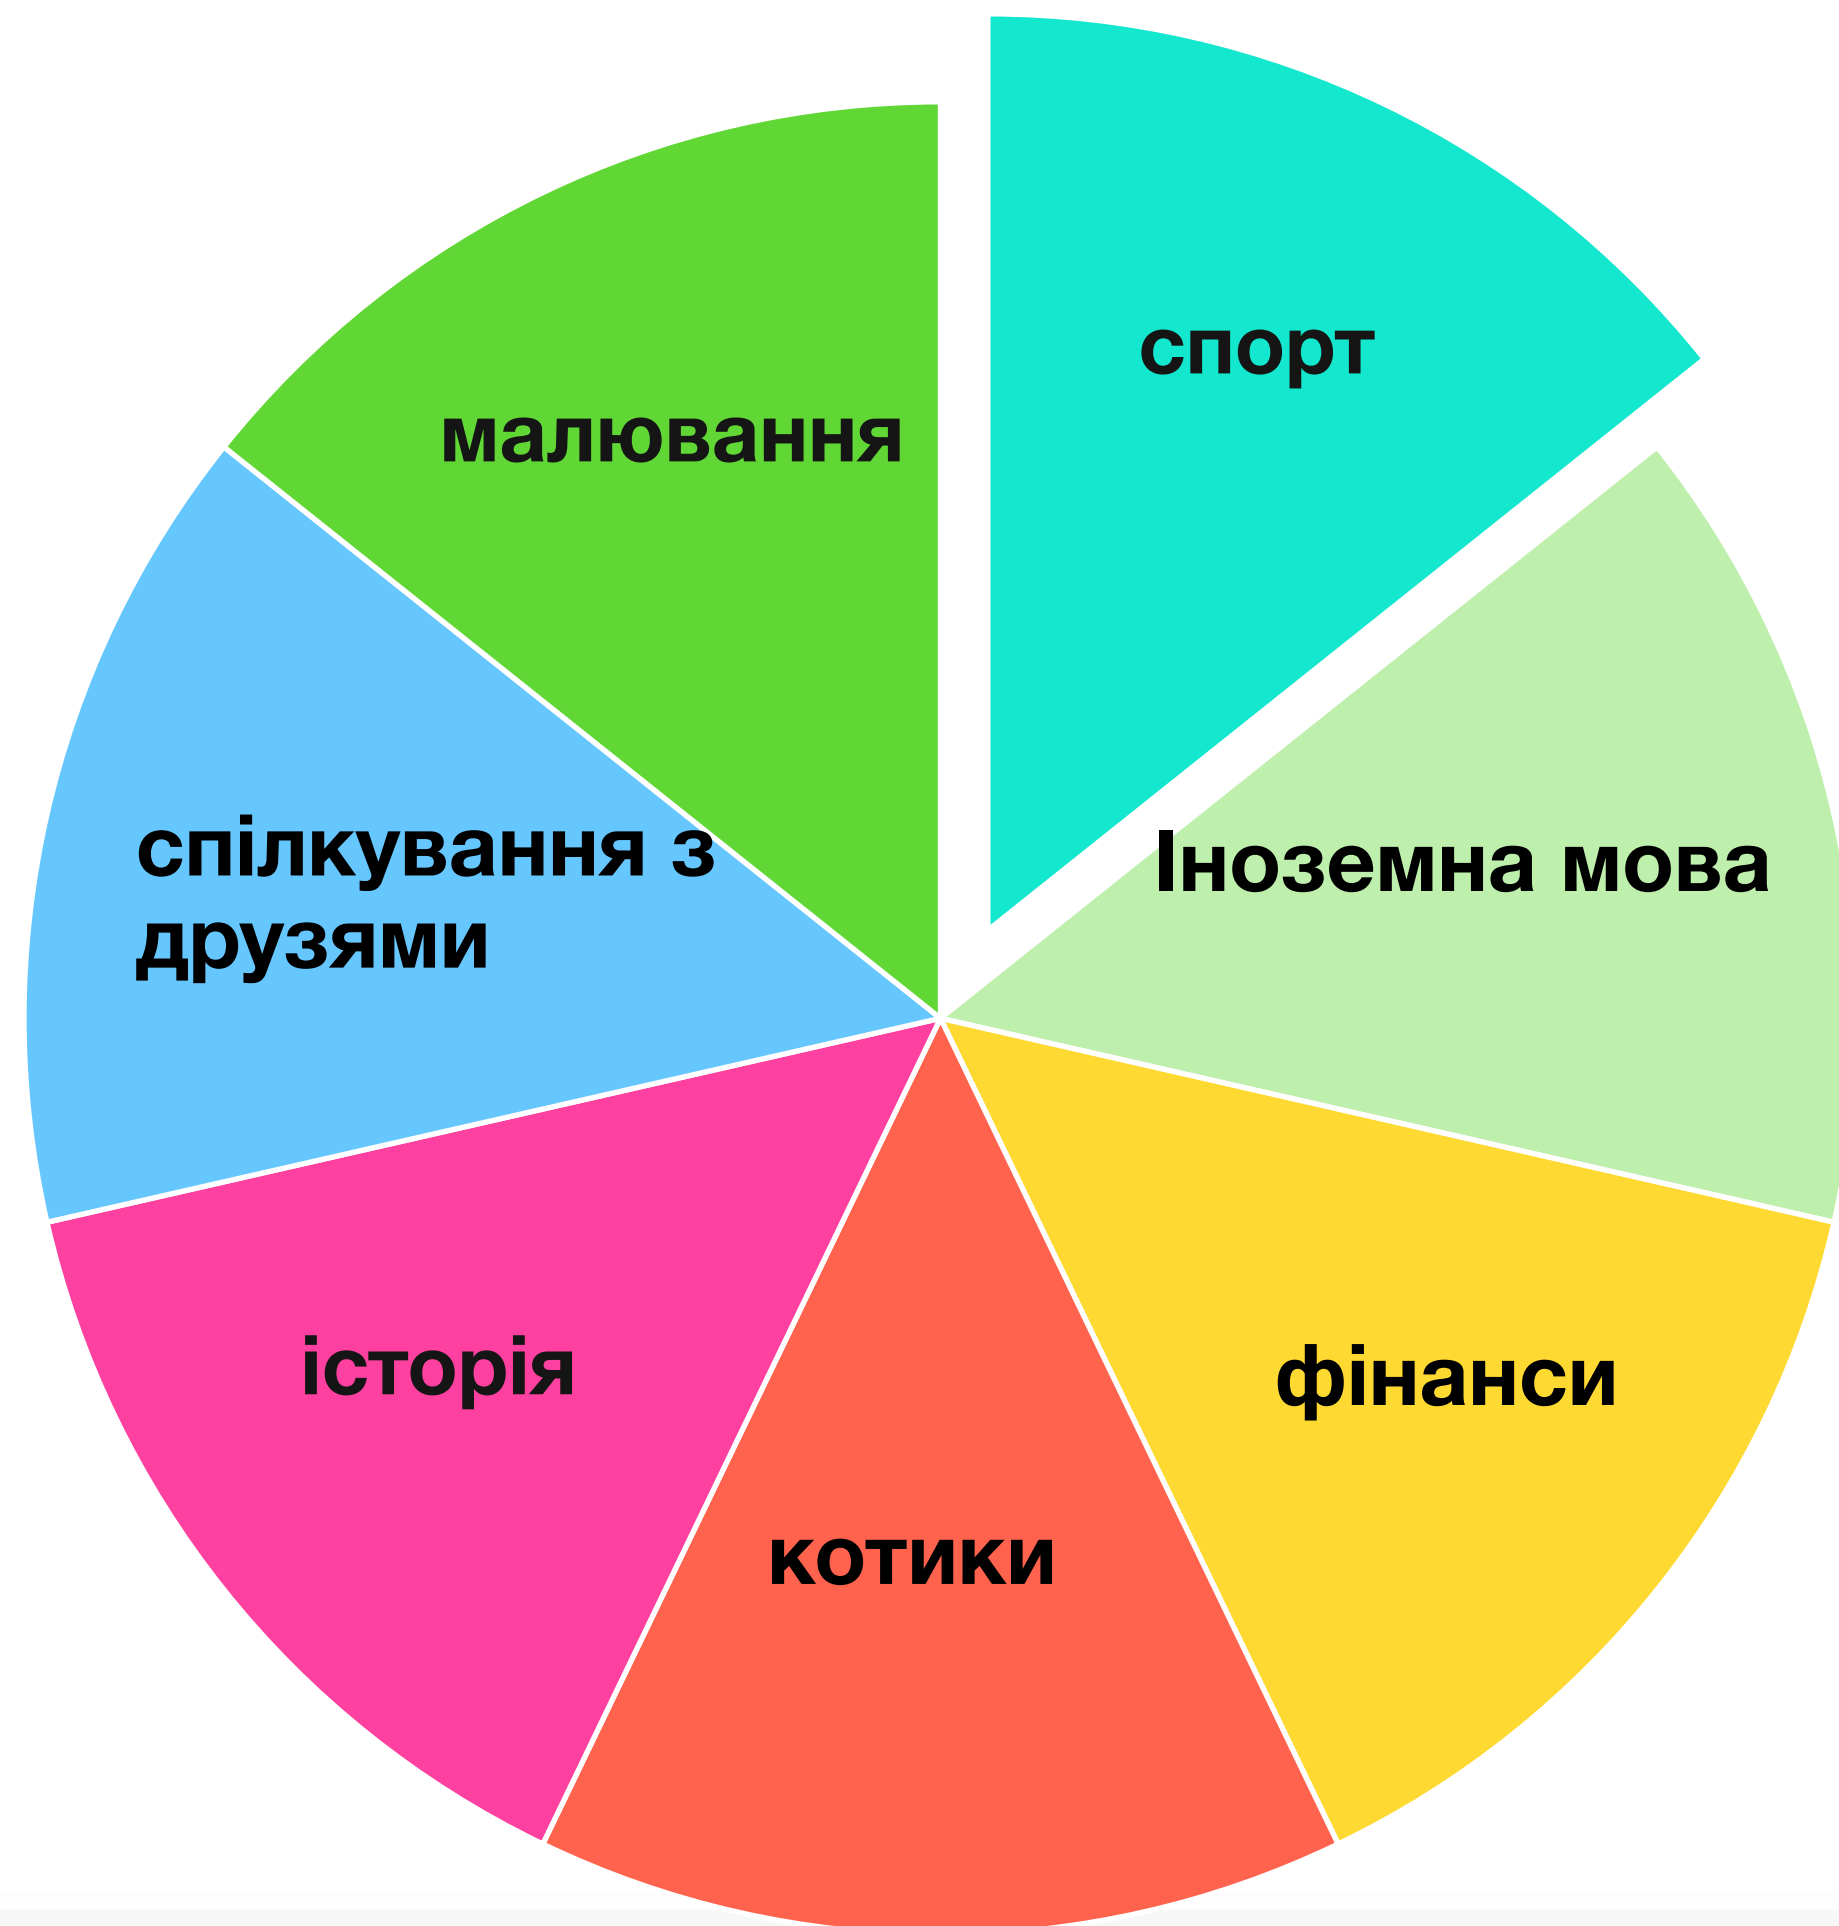 спорт
малювання
Іноземна мова
спілкування з
друзями
історія
фінанси
котики